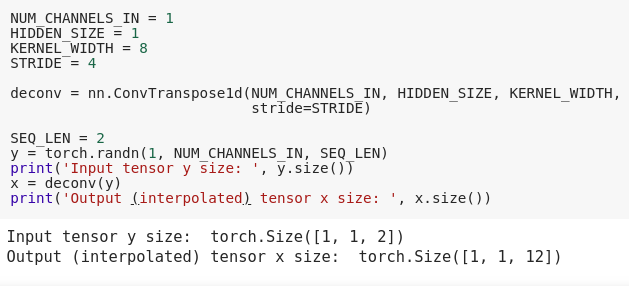 NUM_CHANNELS_IN = 1
HIDDEN_SIZE = 1
KERNEL_WIDTH = 8
STRIDE = 4
deconv = nn.ConvTranspose1d(NUM_CHANNELS_IN, HIDDEN_SIZE, KERNEL_WIDTH,
stride=STRIDE)
SEQ_LEN = 2
y = torch.randn(1, NUM_CHANNELS_IN, SEQ_LEN)
print('Input tensor y size: ', y.size())
x = deconv(y)
print('Output (interpolated) tensor x size: ', x.size())
Input tensor y size:  torch.Size([1, 1, 2])
Output (interpolated) tensor x size:  torch.Size([1, 1, 12])